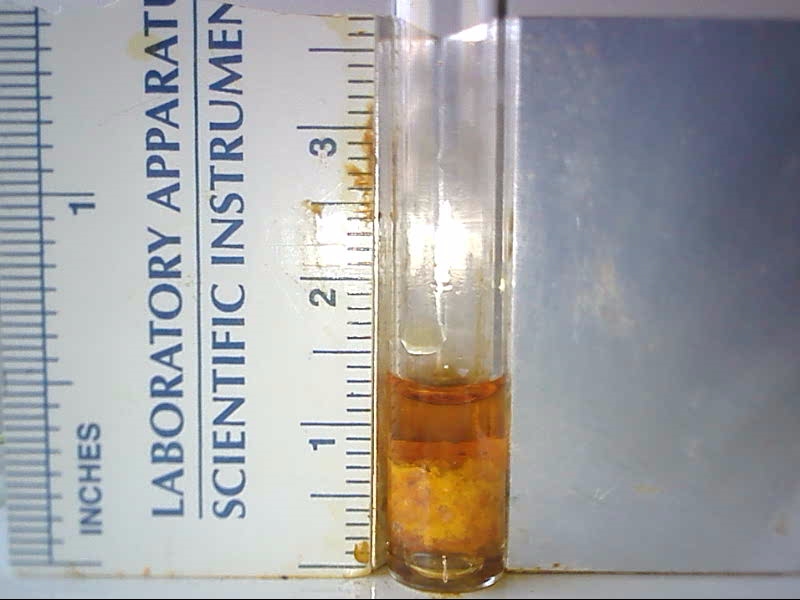 LABORATORY APPARATU
SCIENTIFIC INSTRUMEN
INCHES
1
1
2
3